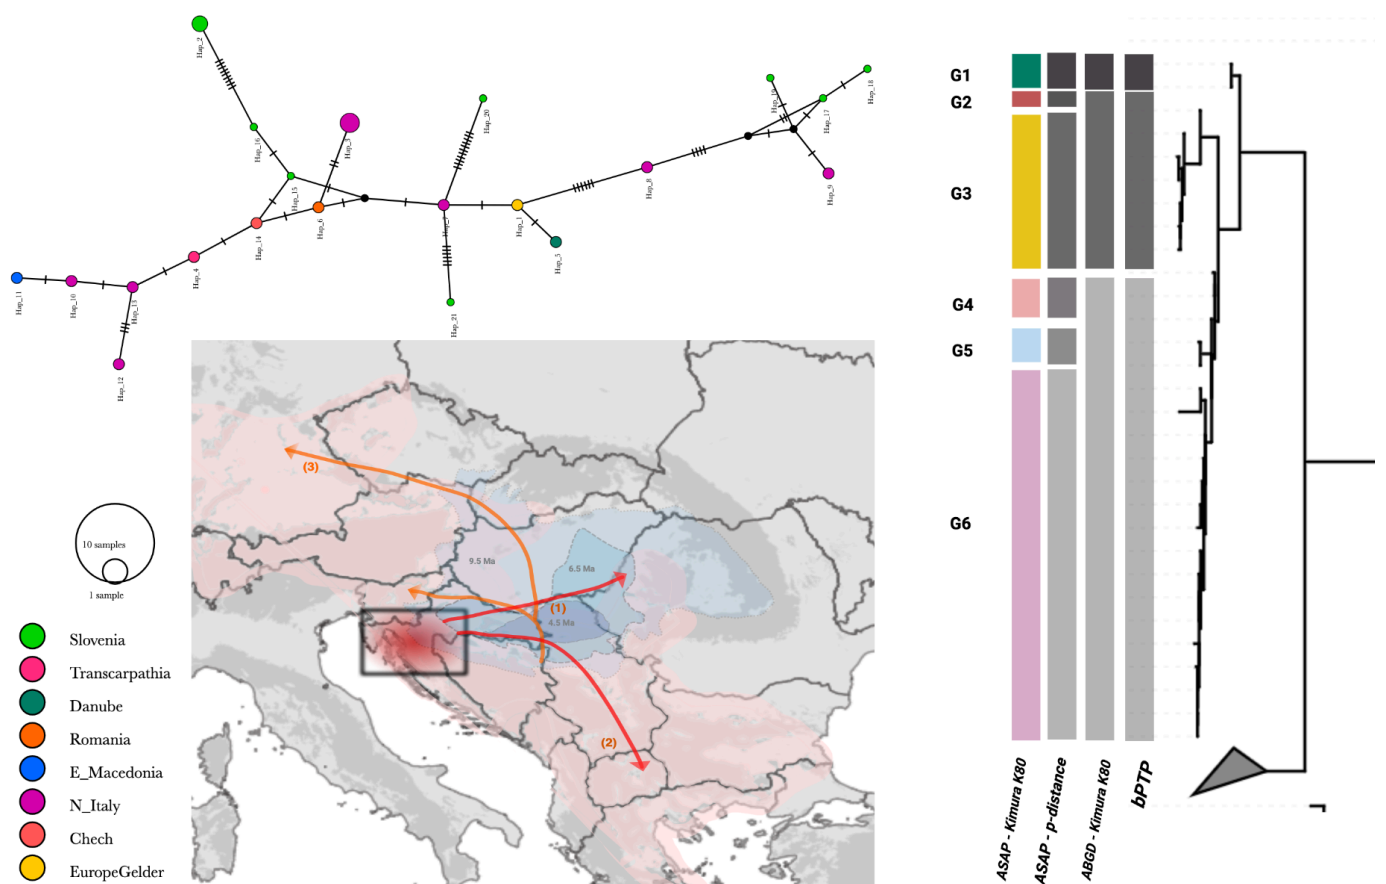 Hap_2
Hap_16
Hap_15
Hap_3
Hap_6
Hap_14
Hap_4
Hap_13
Hap_10
Hap_11
Hap_12
Hap_20
Hap_21
Hap_1
Hap_5
Hap_8
Hap_19
Hap_17
Hap_18
Hap_9
10 samples
1 sample
Slovenia
Transcarpathia
Danube
Romania
E_Macedonia
N_Italy
Chech
EuropeGelder
(3)
9.5 Ma
6.5 Ma
(1)
4.5 Ma
(2)
G1
G2
G3
G4
G5
G6
ASAP - Kimura K80
ASAP - p-distance
ABGD - Kimura K80
bPTP